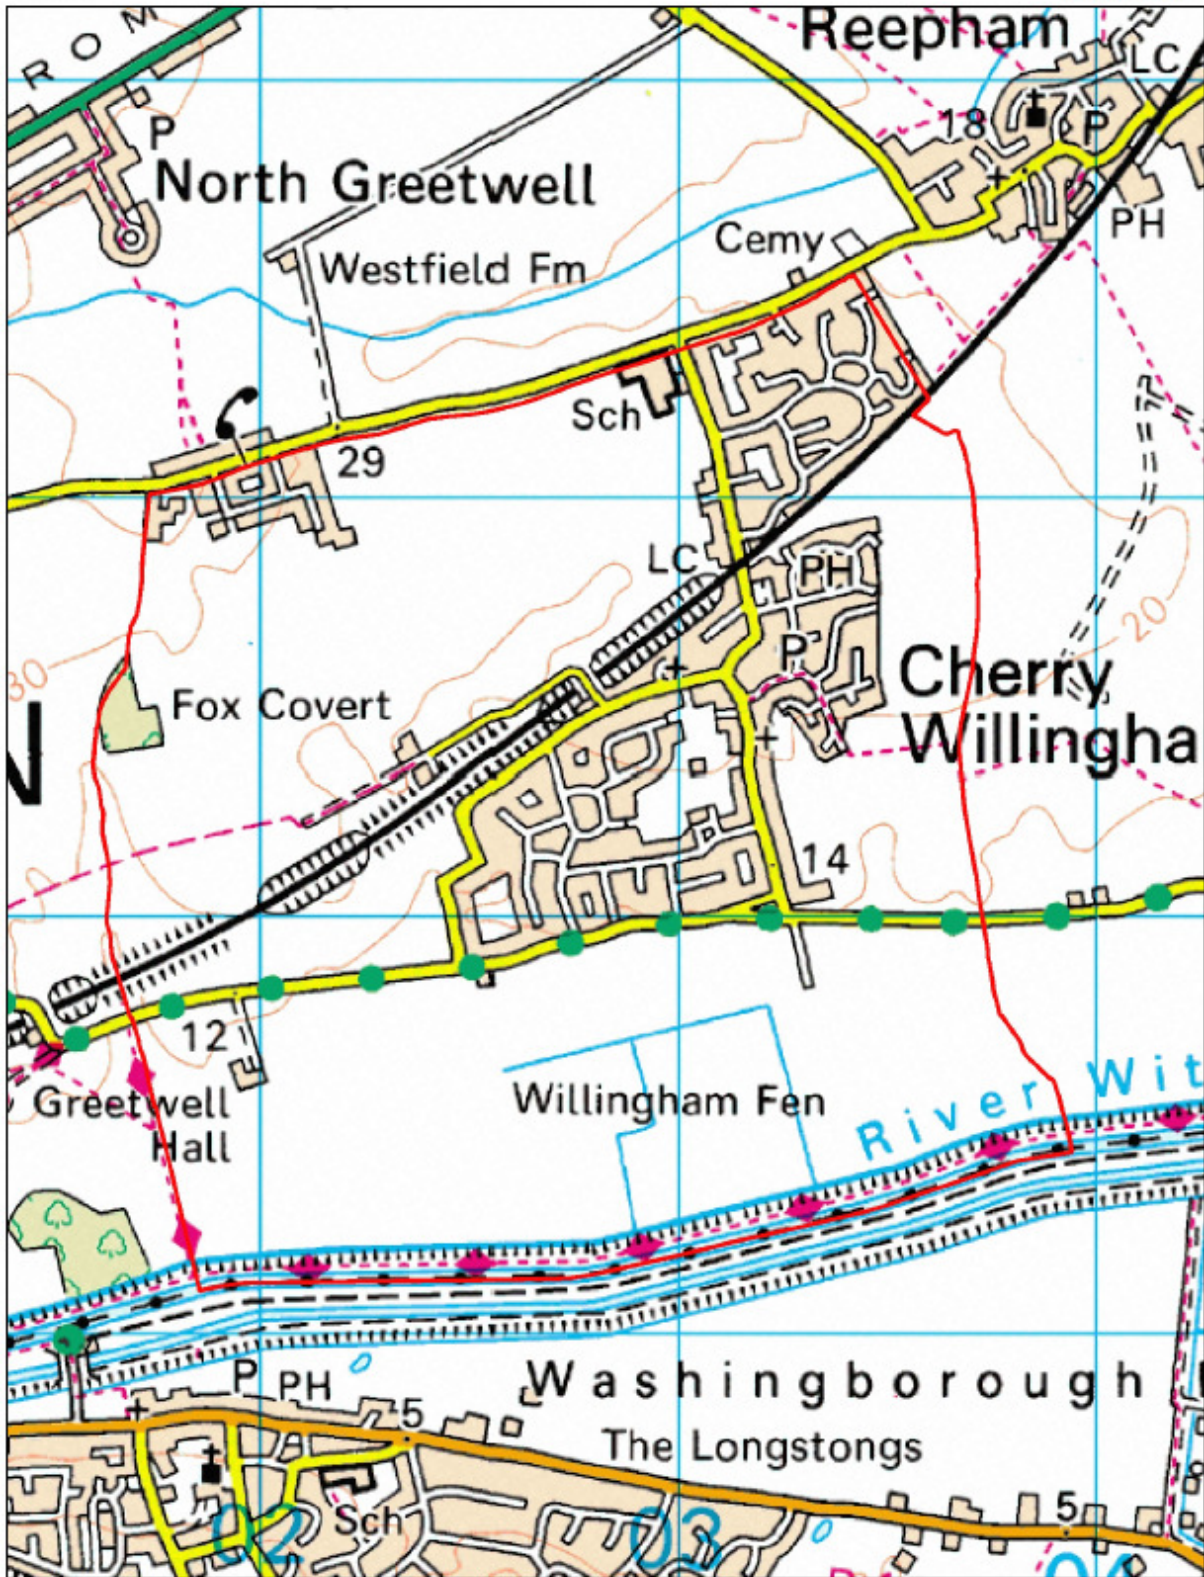 ROM
Reepham
LC
P
18
P
North Greetwell
PH
Cemy
Westfield Fm
Sch
29
LC
PH
20
P
Cherry
30
Fox Covert
Willingha
N
14
12
Greetwell
Hall
Willingham Fen
River Wit
P
PH
Washingborough
5
The Longstongs
Sch
02
03
5
04